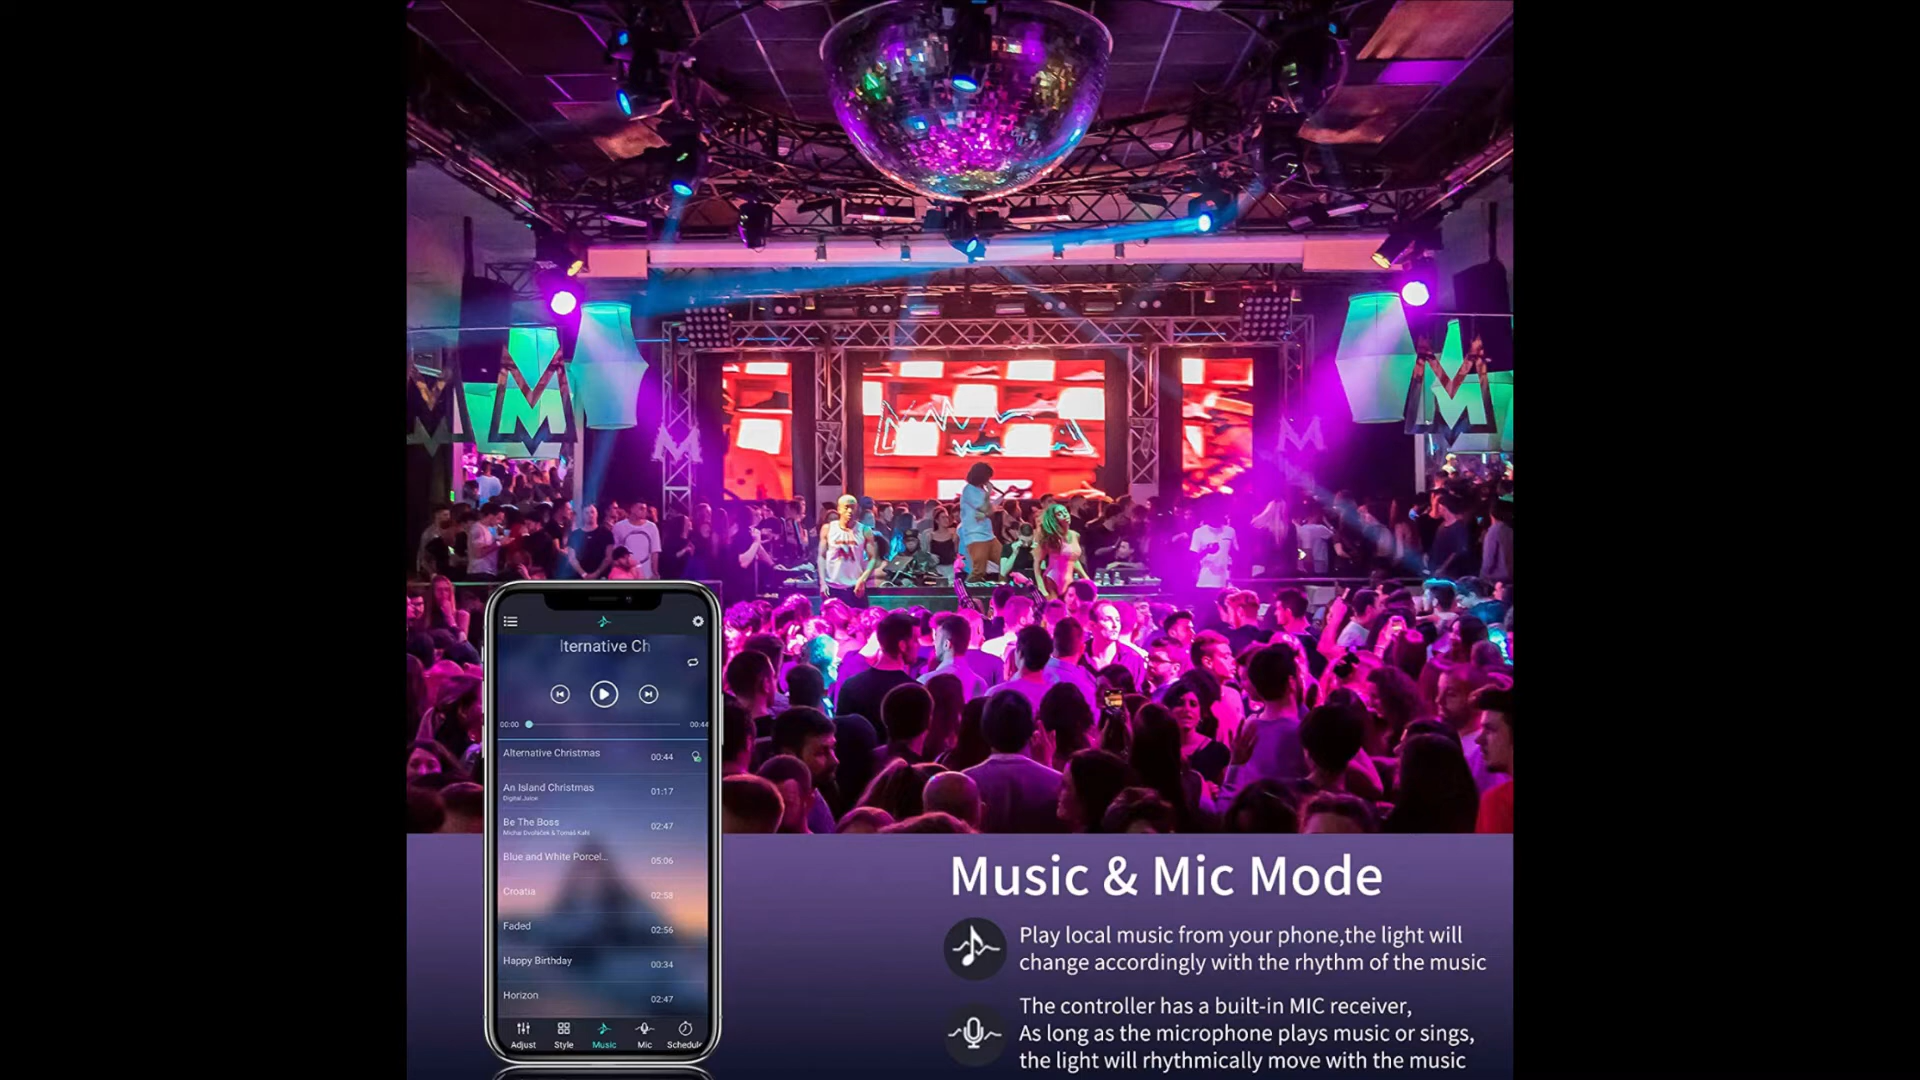 M
M
M
M
M
M
lternative Ch
00:00
00:44
Alternative Christmas
00:44
An Island Christmas
Digital Juice
01:17
Be The Boss
02:47
Blue and White Porcel...
05:06
Croatia
02:58
Faded
02:56
Happy Birthday
00:34
Horizon
02:47
Adjust Style Music Mic Schedule
Music & Mic Mode
Play local music from your phone,the light will
change accordingly with the rhythm of the music
The controller has a built-in MIC receiver,
As long as the microphone plays music or sings,
the light will rhythmically move with the music